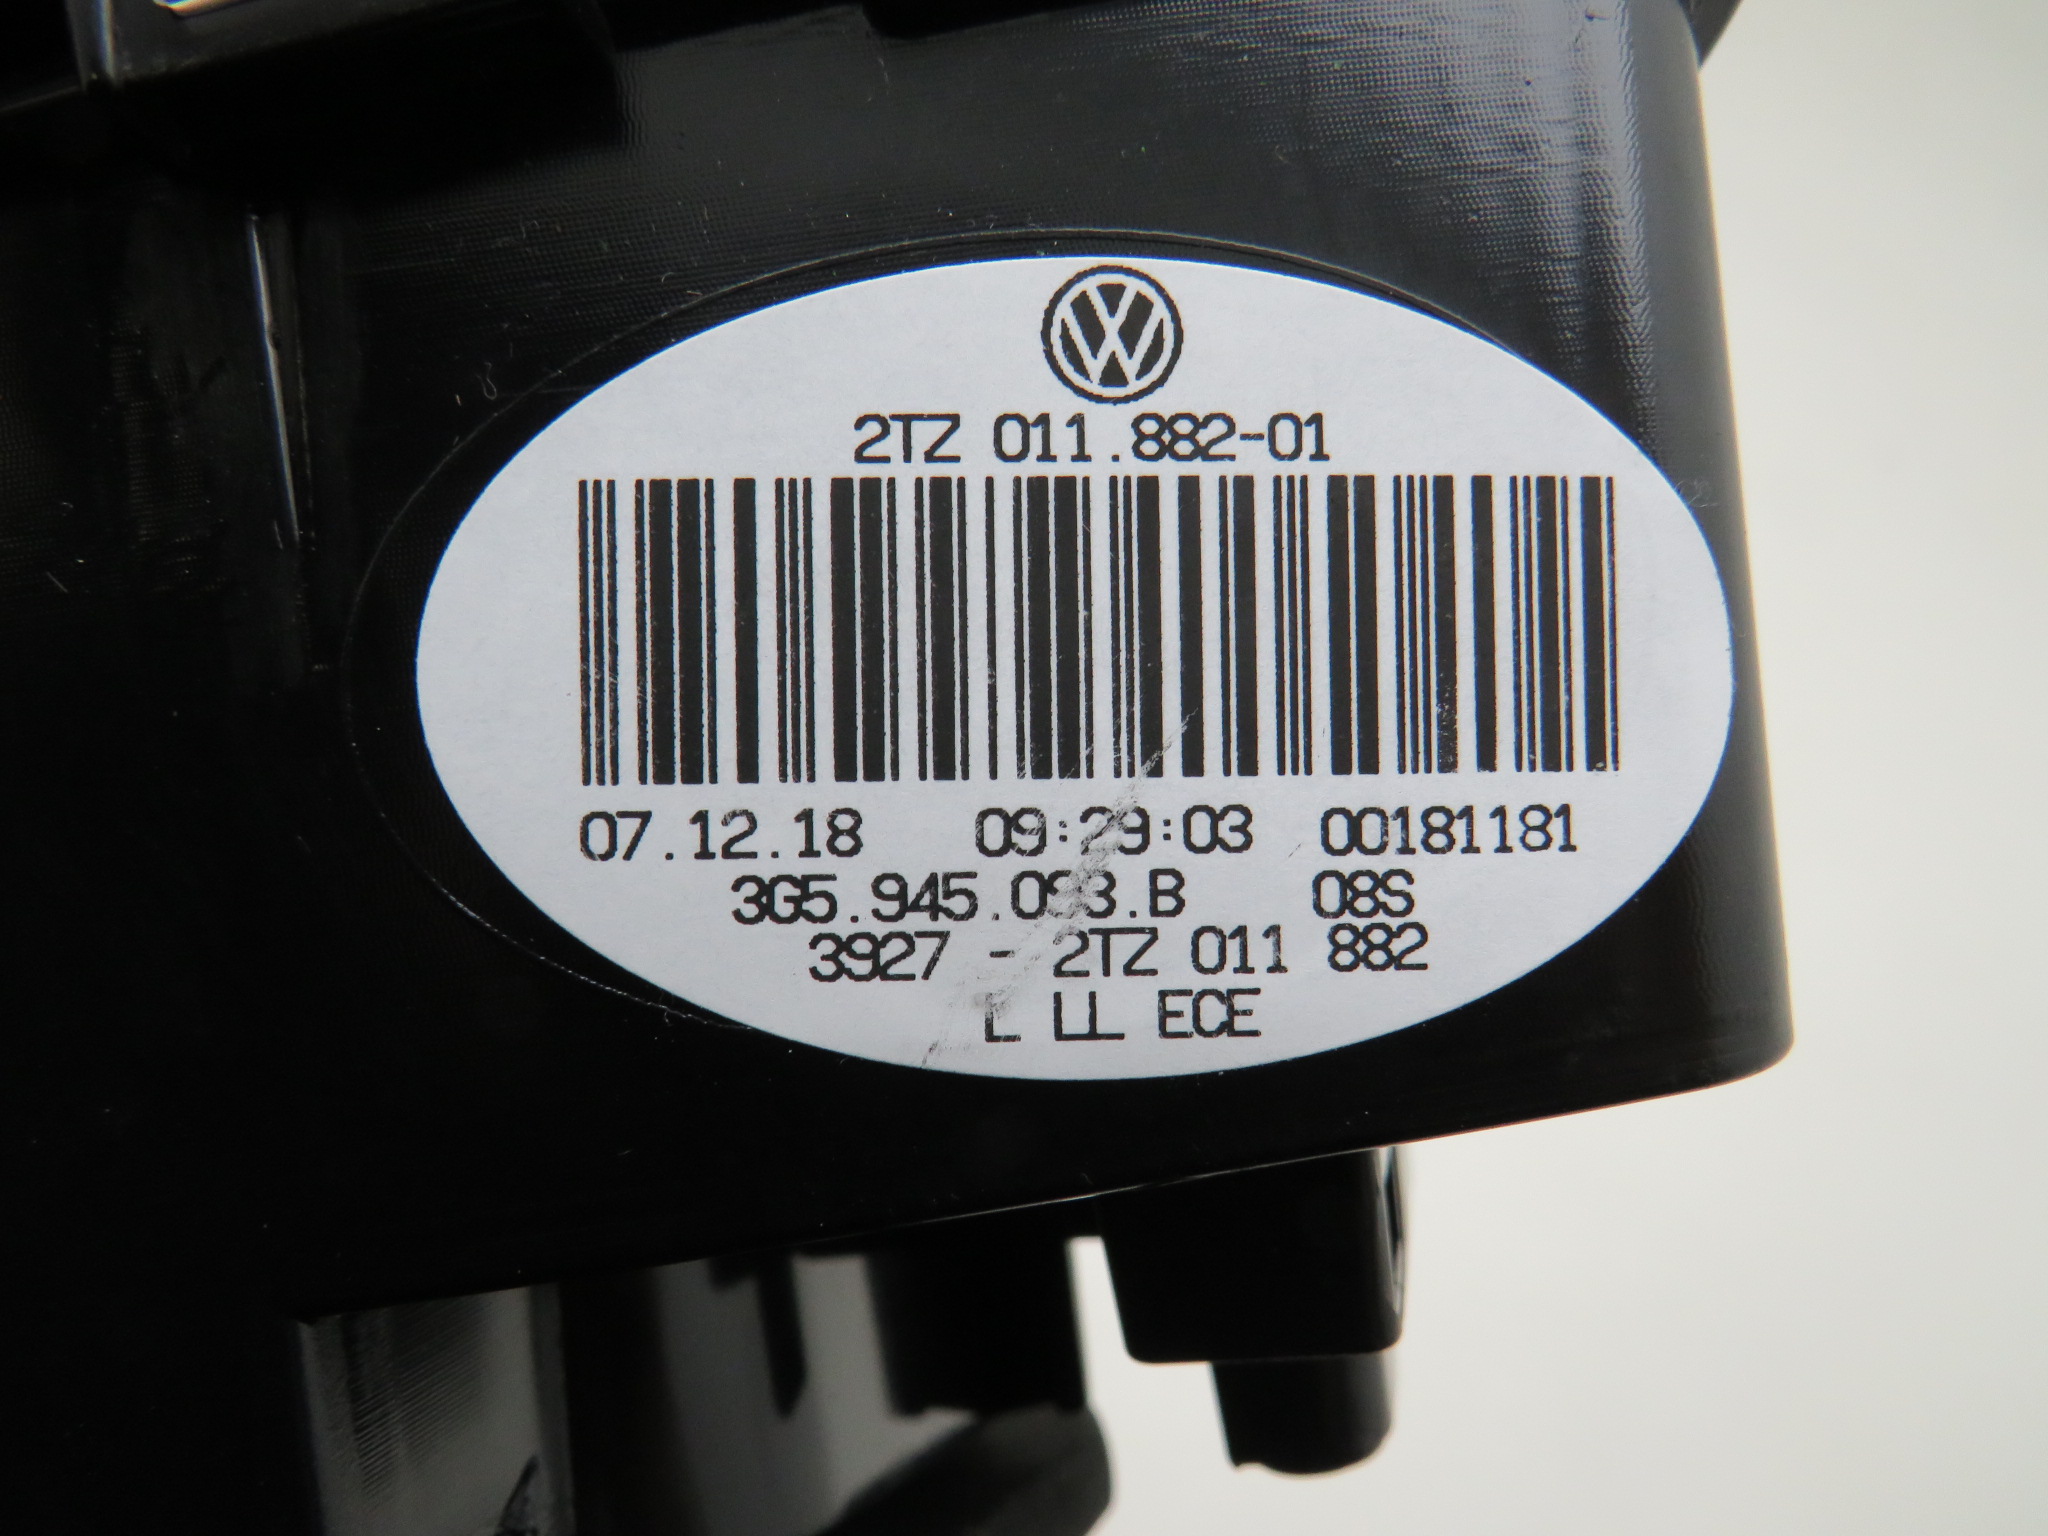 2TZ 011.882-01
07.12.18 09:29:03 00181181
3G5.945.093.B 08S
3927 - 2TZ 011 882
L LL ECE